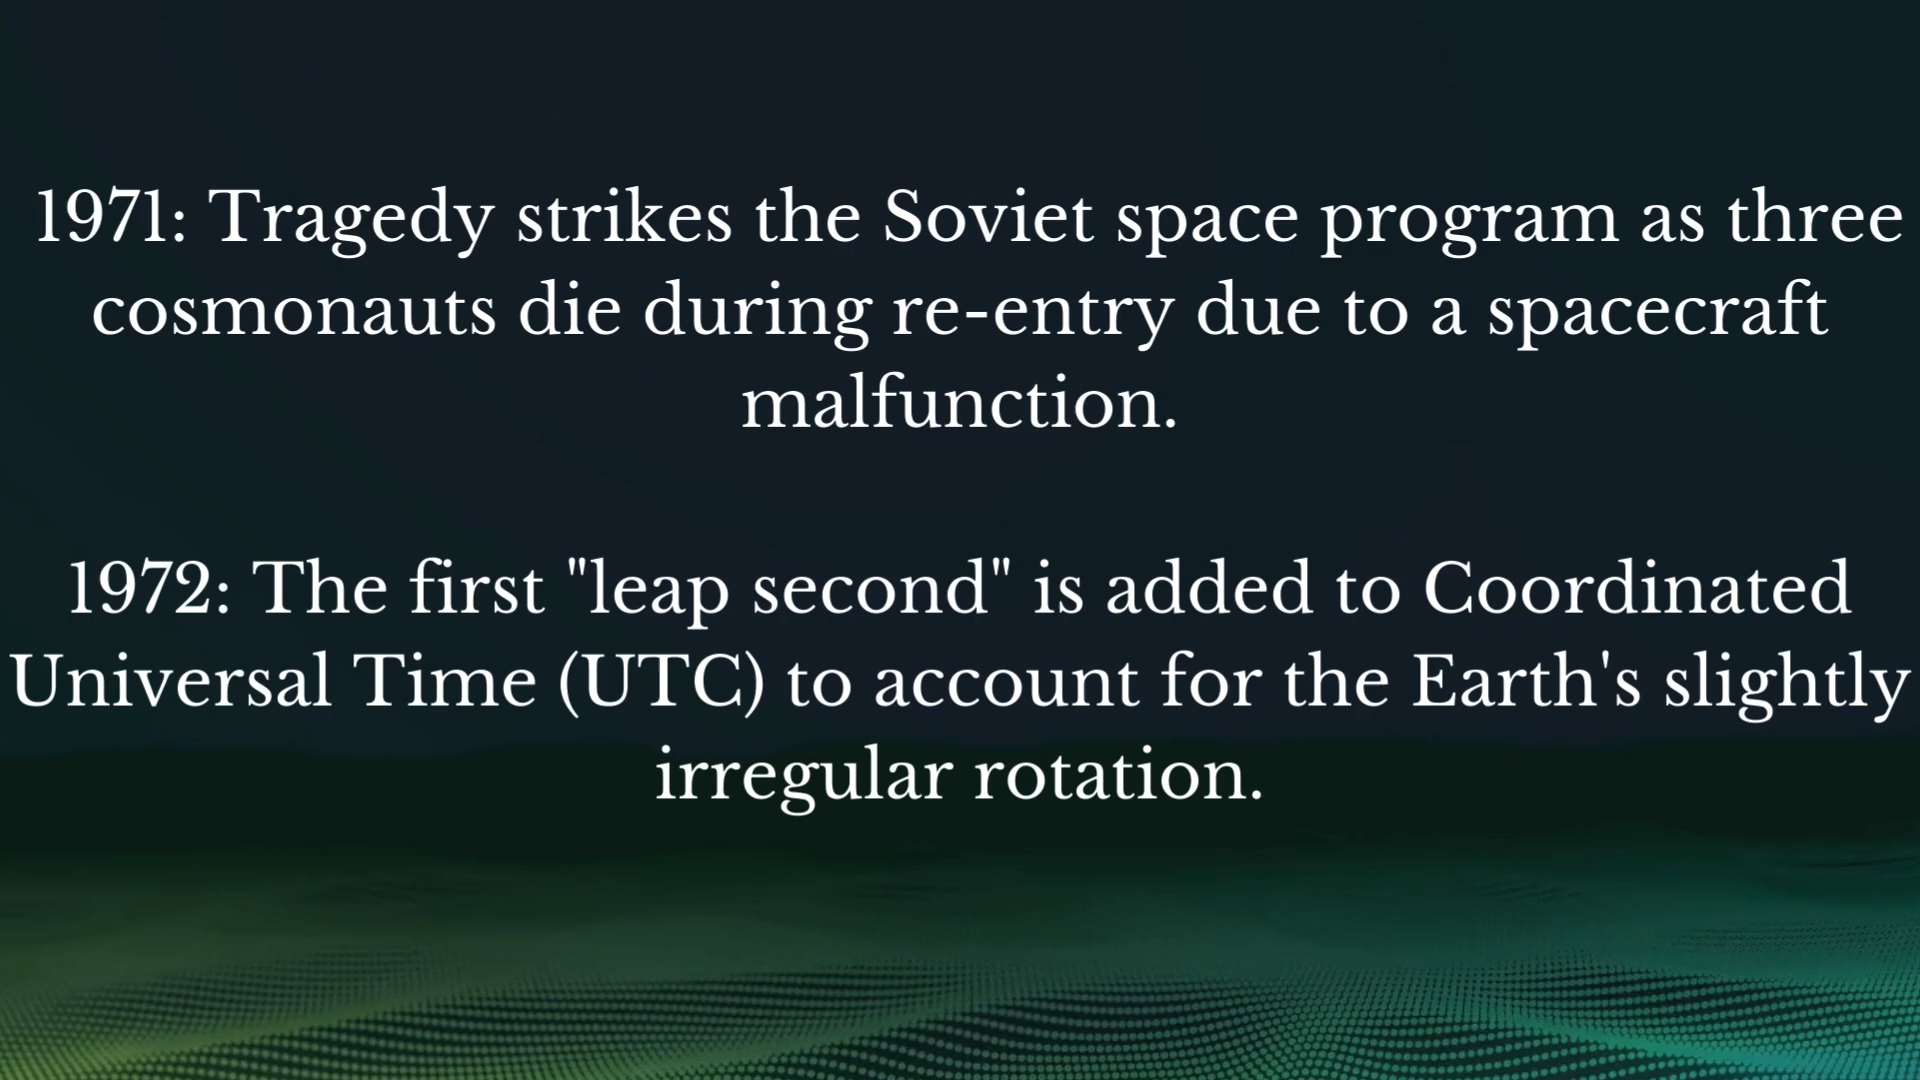 1971: Tragedy strikes the Soviet space program as three
cosmonauts die during re-entry due to a spacecraft
malfunction.
1972: The first "leap second" is added to Coordinated
Universal Time (UTC) to account for the Earth's slightly
irregular rotation.